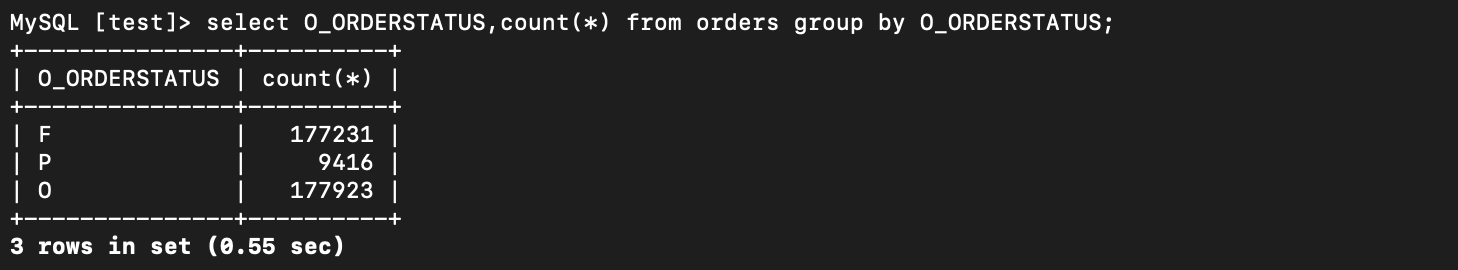 MySQL [test]> select O_ORDERSTATUS,count(*) from orders group by O_ORDERSTATUS;
+---------------+----------+
| O_ORDERSTATUS | count(*) |
+---------------+----------+
| F             |   177231 |
| P             |     9416 |
| O             |   177923 |
+---------------+----------+
3 rows in set (0.55 sec)